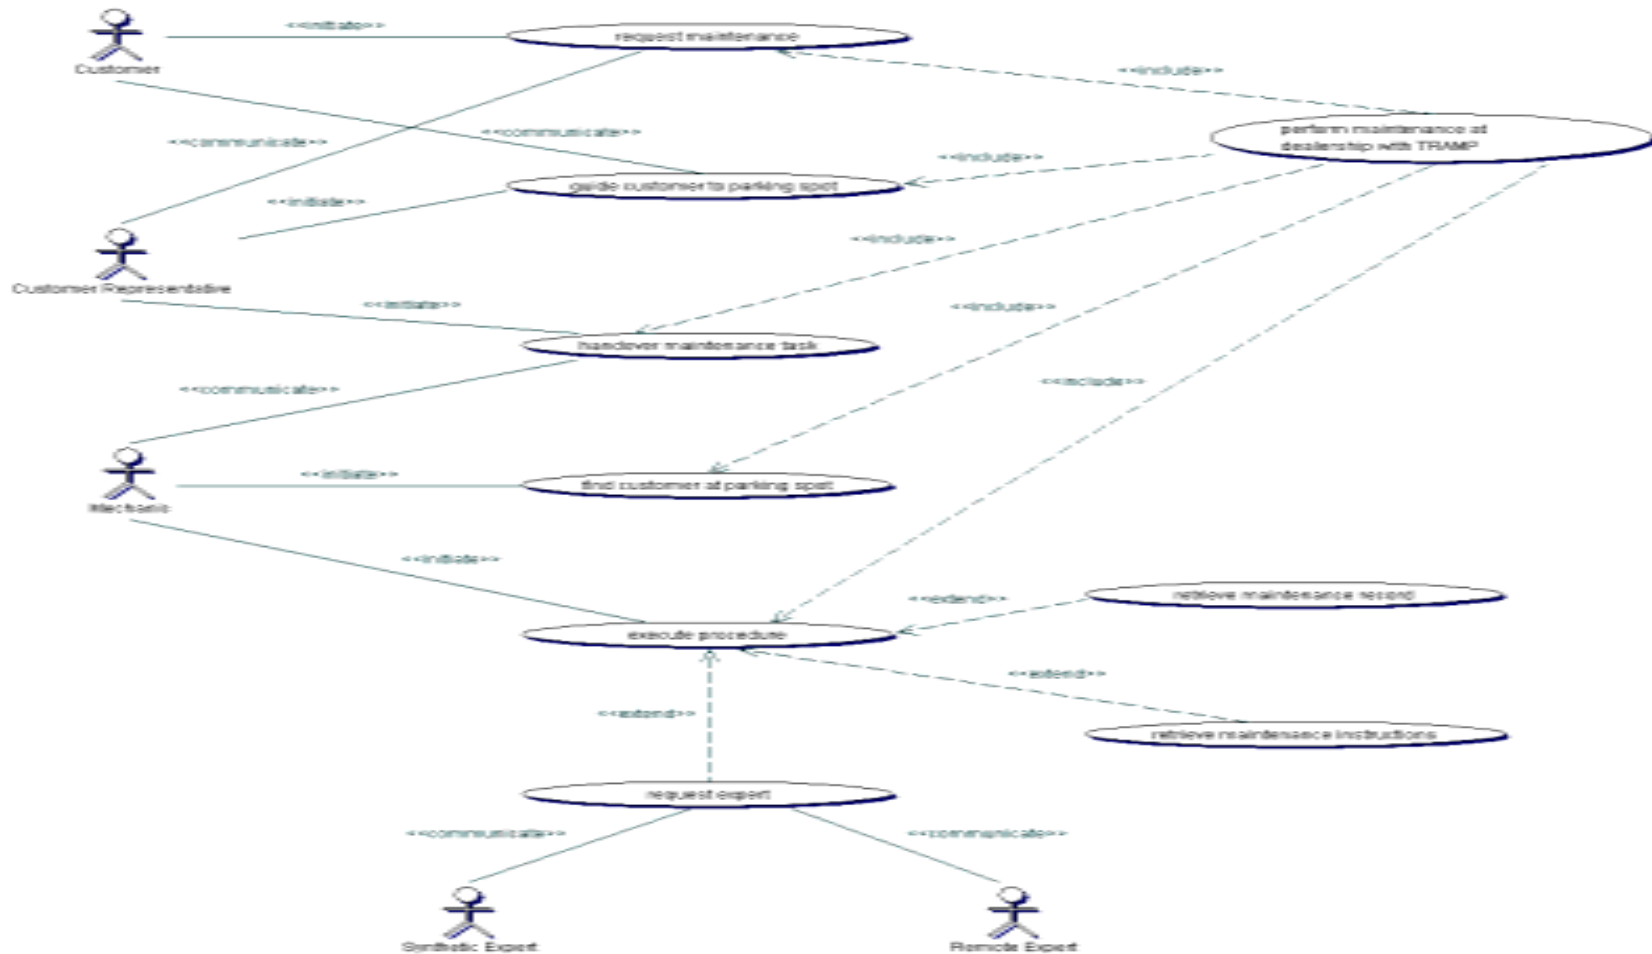 <<initiate>>
request maintenance
Customer
<<include>>
<<communicate>>
<<communicate>>
perform maintenance at
dealership with TRAMP
<<include>>
guide customer to parking spot
<<initiate>>
<<include>>
Customer Representative
<<initiate>>
<<include>>
handover maintenance task
<<include>>
<<communicate>>
<<initiate>>
find customer at parking spot
Mechanic
<<initiate>>
retrieve maintenance record
<<extend>>
execute procedure
<<extend>>
<<extend>>
retrieve maintenance instructions
request expert
<<communicate>>
<<communicate>>
Synthetic Expert
Remote Expert